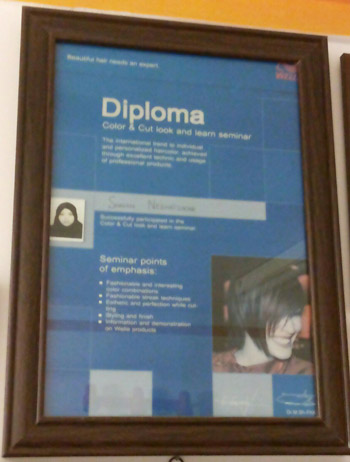 Beautiful hair needs an expert.
Diploma
Color & Cut look and learn seminar
The international trend to individual
and personalized haircolor, achieved
through excellent technic and usage
of professional products.
Successfully participated in the
Color & Cut look and learn seminar
Seminar points
of emphasis:
Fashionable and interesting
color combinations
Fashionable simple techniques
Esthetic and perfection while cut-
ting
Styling and finish
Information and demonstration
on Wella products